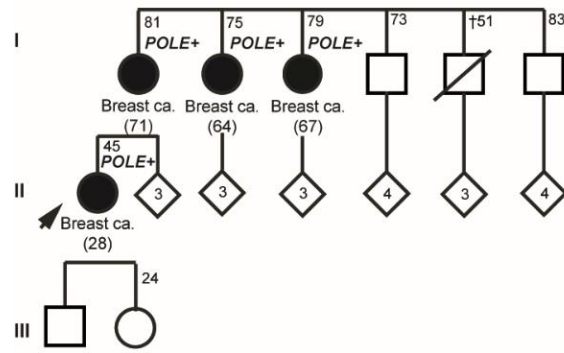 I
81
75
79
73
†51
83
POLE+
POLE+
POLE+
Breast ca.
(71)
Breast ca.
(64)
Breast ca.
(67)
II
45
POLE+
3
3
3
4
3
4
Breast ca.
(28)
24
III